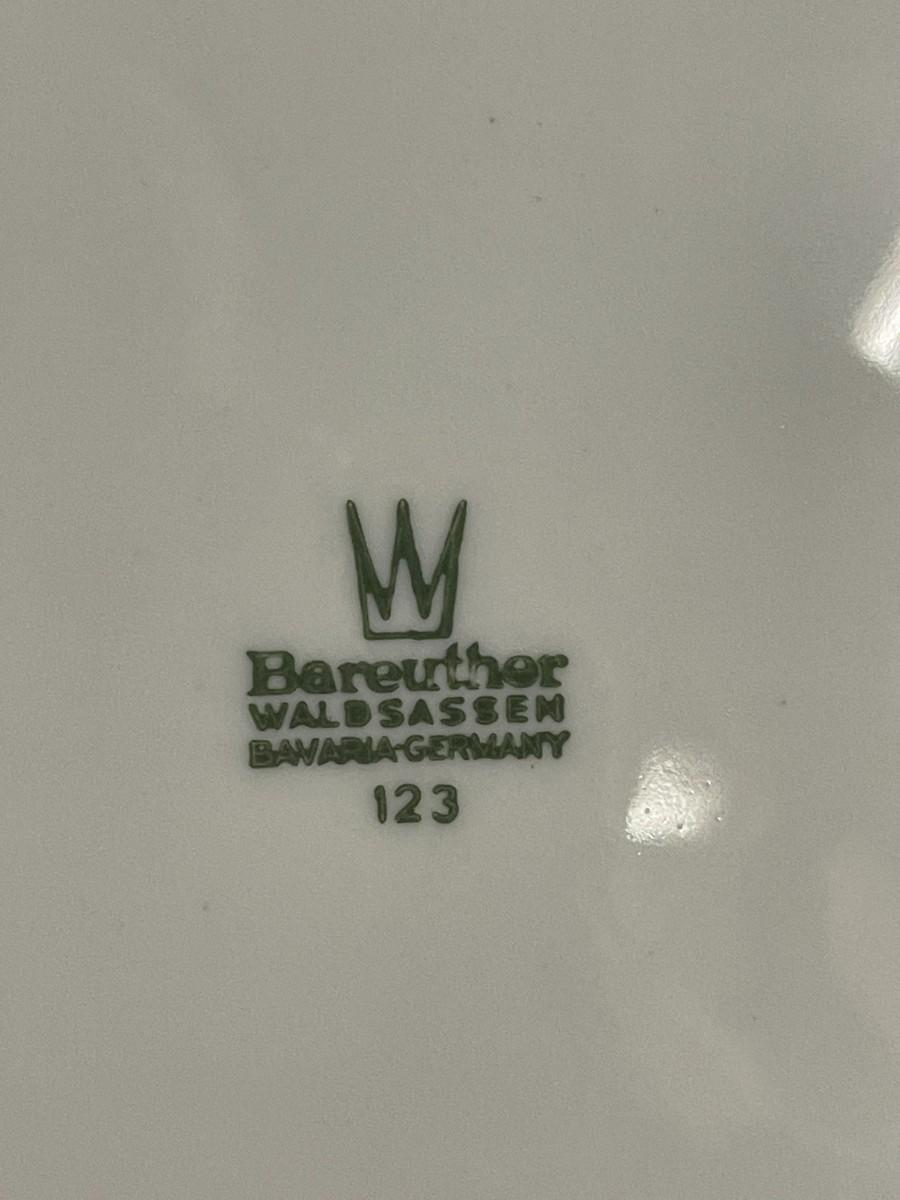 Bareuther
WALDSASSEN
BAVARIA-GERMANY
123